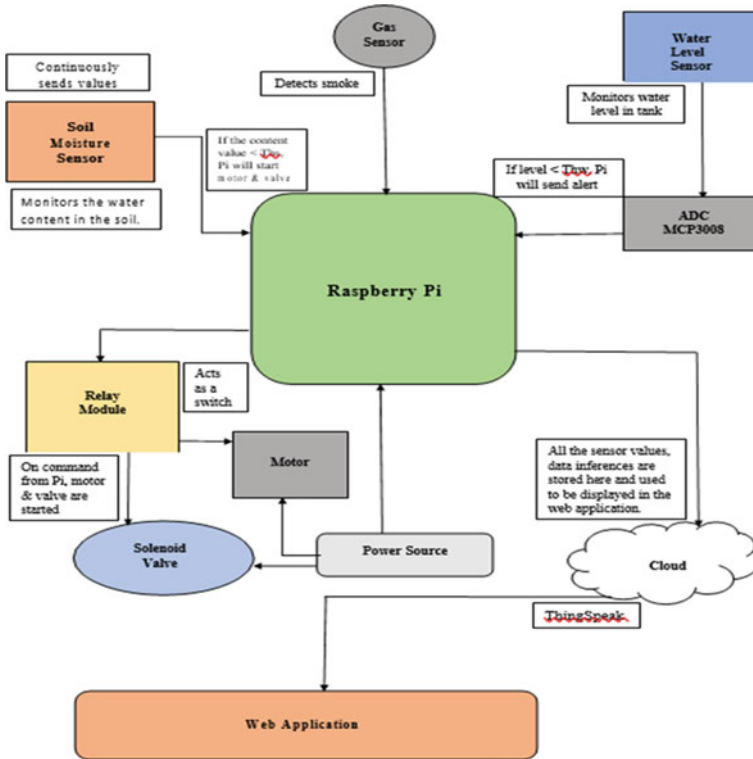 Gas
Sensor
Water
Level
Sensor
Continuously
sends values
Detects smoke
Monitors water
level in tank
Soil
Moisture
Sensor
If the content
value < Ths,
Pi will start
motor & valve
If level < Thw, Pi
will send alert
Monitors the water
content in the soil.
ADC
MCP3008
Raspberry Pi
Relay
Module
Acts
as a
switch
On command
from Pi, motor
& valve are
started
Motor
All the sensor values,
data inferences are
stored here and used
to be displayed in the
web application.
Solenoid
Valve
Power Source
Cloud
ThingSpeak
Web Application